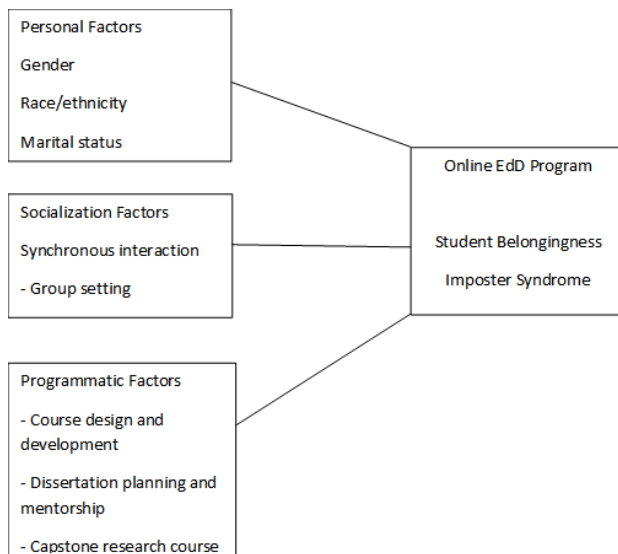 Personal Factors
Gender
Race/ethnicity
Marital status
Socialization Factors
Synchronous interaction
- Group setting
Programmatic Factors
- Course design and
development
- Dissertation planning and
mentorship
- Capstone research course
Online EdD Program
Student Belongingness
Imposter Syndrome